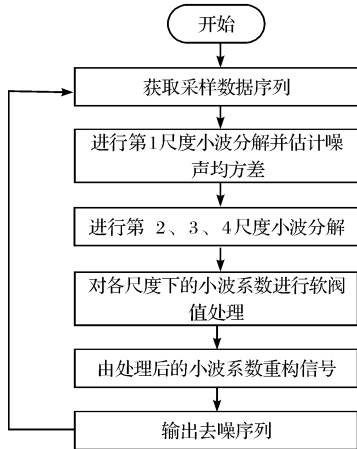 开始
获取采样数据序列
进行第1尺度小波分解并估计噪
声均方差
进行第 2、3、4尺度小波分解
对各尺度下的小波系数进行软阀
值处理
由处理后的小波系数重构信号
输出去噪序列